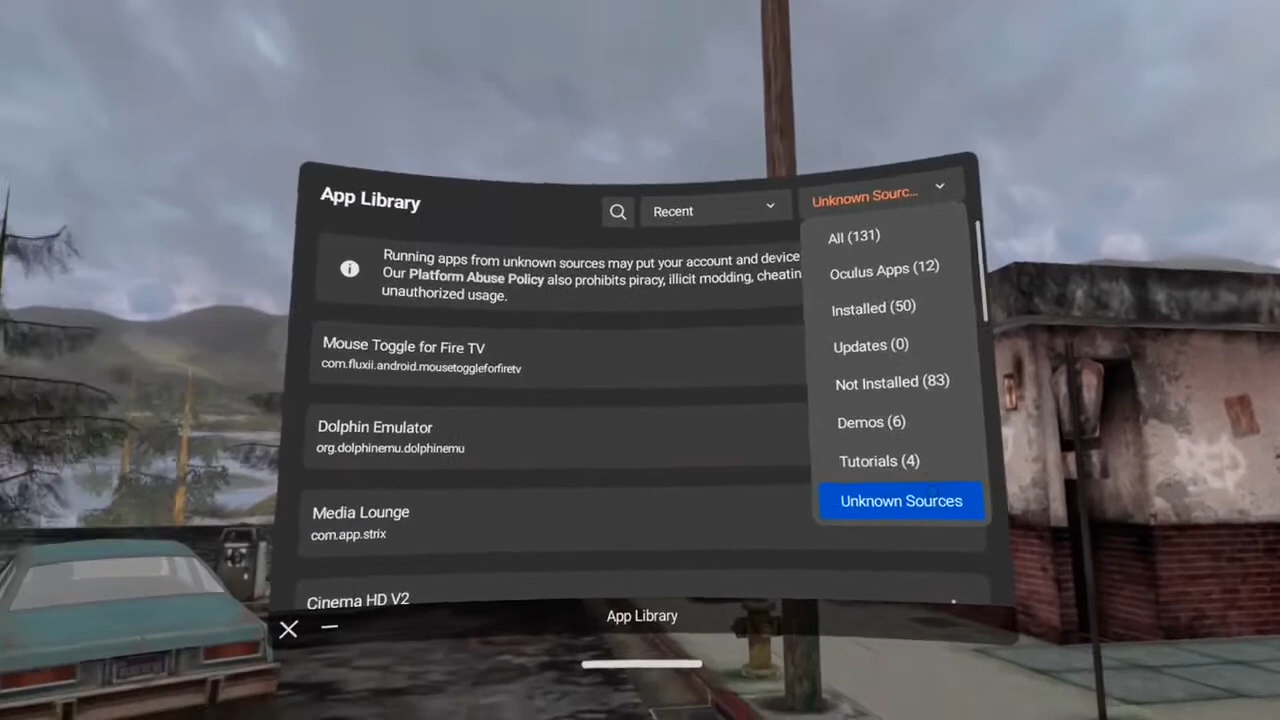 App Library
Recent
Unknown Sourc...
Running apps from unknown sources may put your account and device
Our Platform Abuse Policy also prohibits piracy, illicit modding, cheatin
unauthorized usage.
Mouse Toggle for Fire TV
com.fluxii.android.mousetoggleforfiretv
Dolphin Emulator
org.dolphinemu.dolphinemu
Media Lounge
com.app.strix
Cinema HD V2
All (131)
Oculus Apps (12)
Installed (50)
Updates (0)
Not Installed (83)
Demos (6)
Tutorials (4)
Unknown Sources
App Library